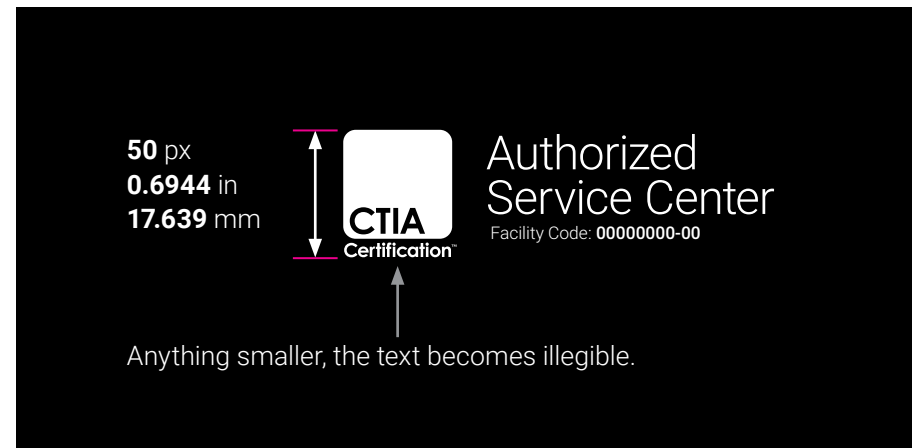 50 px
0.6944 in
17.639 mm
CTIA
Certification™
Authorized
Service Center
Facility Code: 00000000-00
Anything smaller, the text becomes illegible.